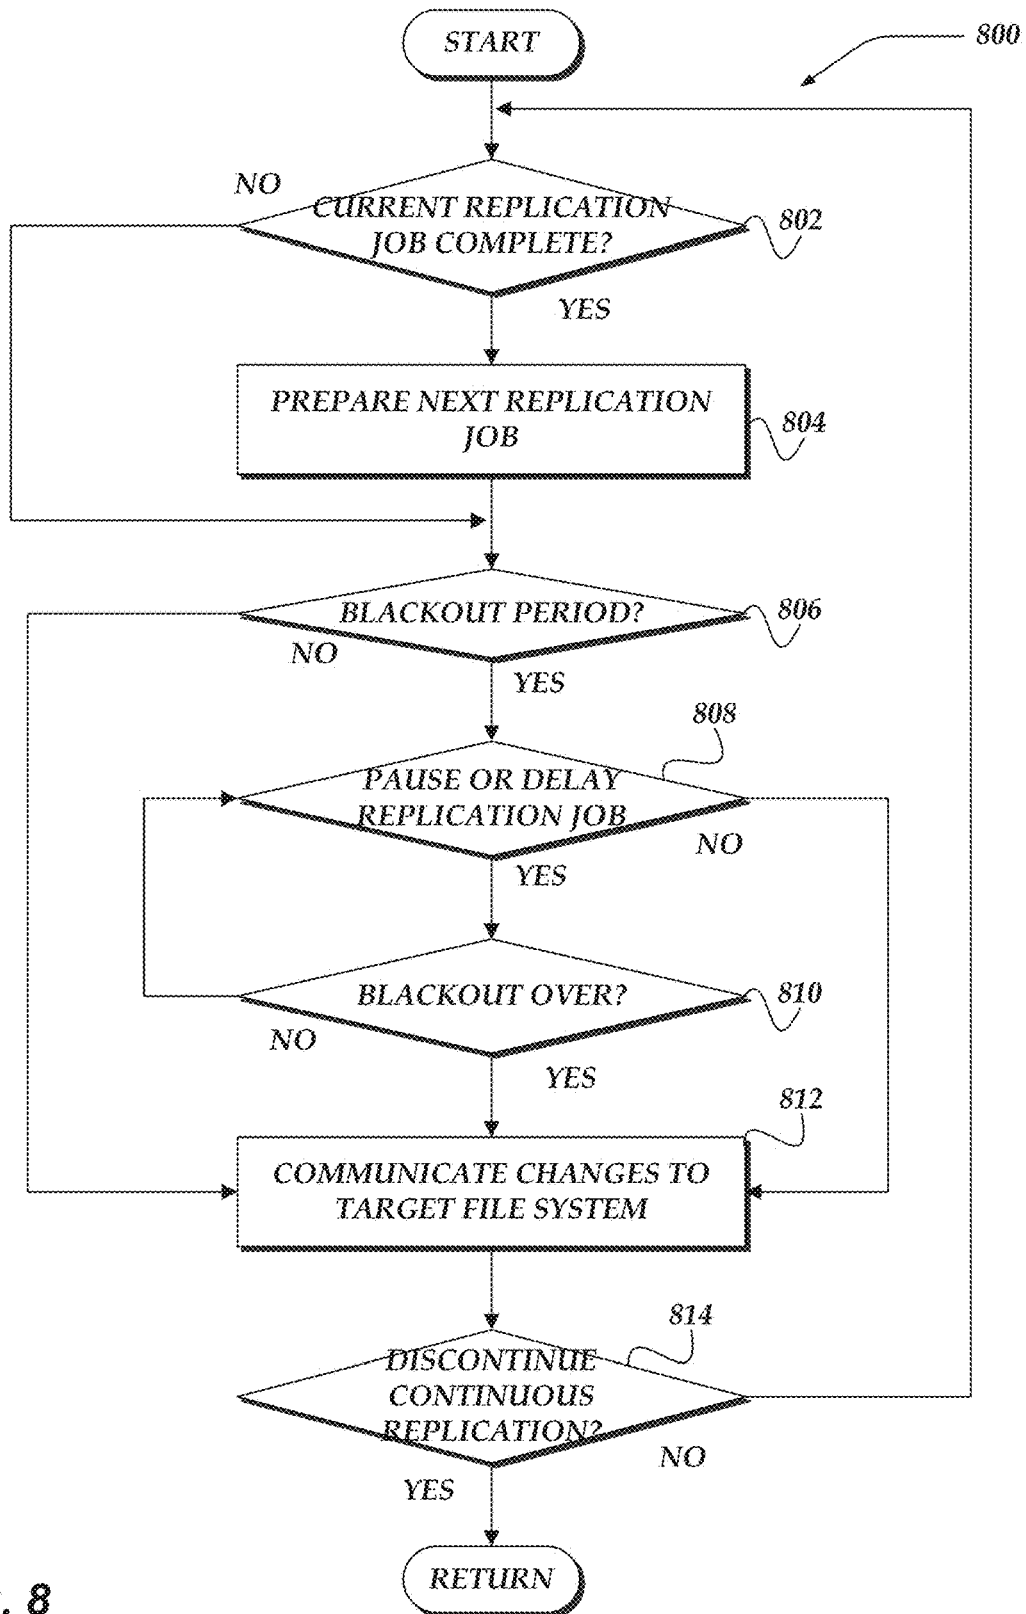 START
800
NO
CURRENT REPLICATION
JOB COMPLETE?
802
YES
PREPARE NEXT REPLICATION
JOB
804
BLACKOUT PERIOD?
806
NO
YES
808
PAUSE OR DELAY
REPLICATION JOB
NO
YES
BLACKOUT OVER?
810
NO
YES
812
COMMUNICATE CHANGES TO
TARGET FILE SYSTEM
814
DISCONTINUE
CONTINUOUS
REPLICATION?
NO
YES
RETURN
. 8